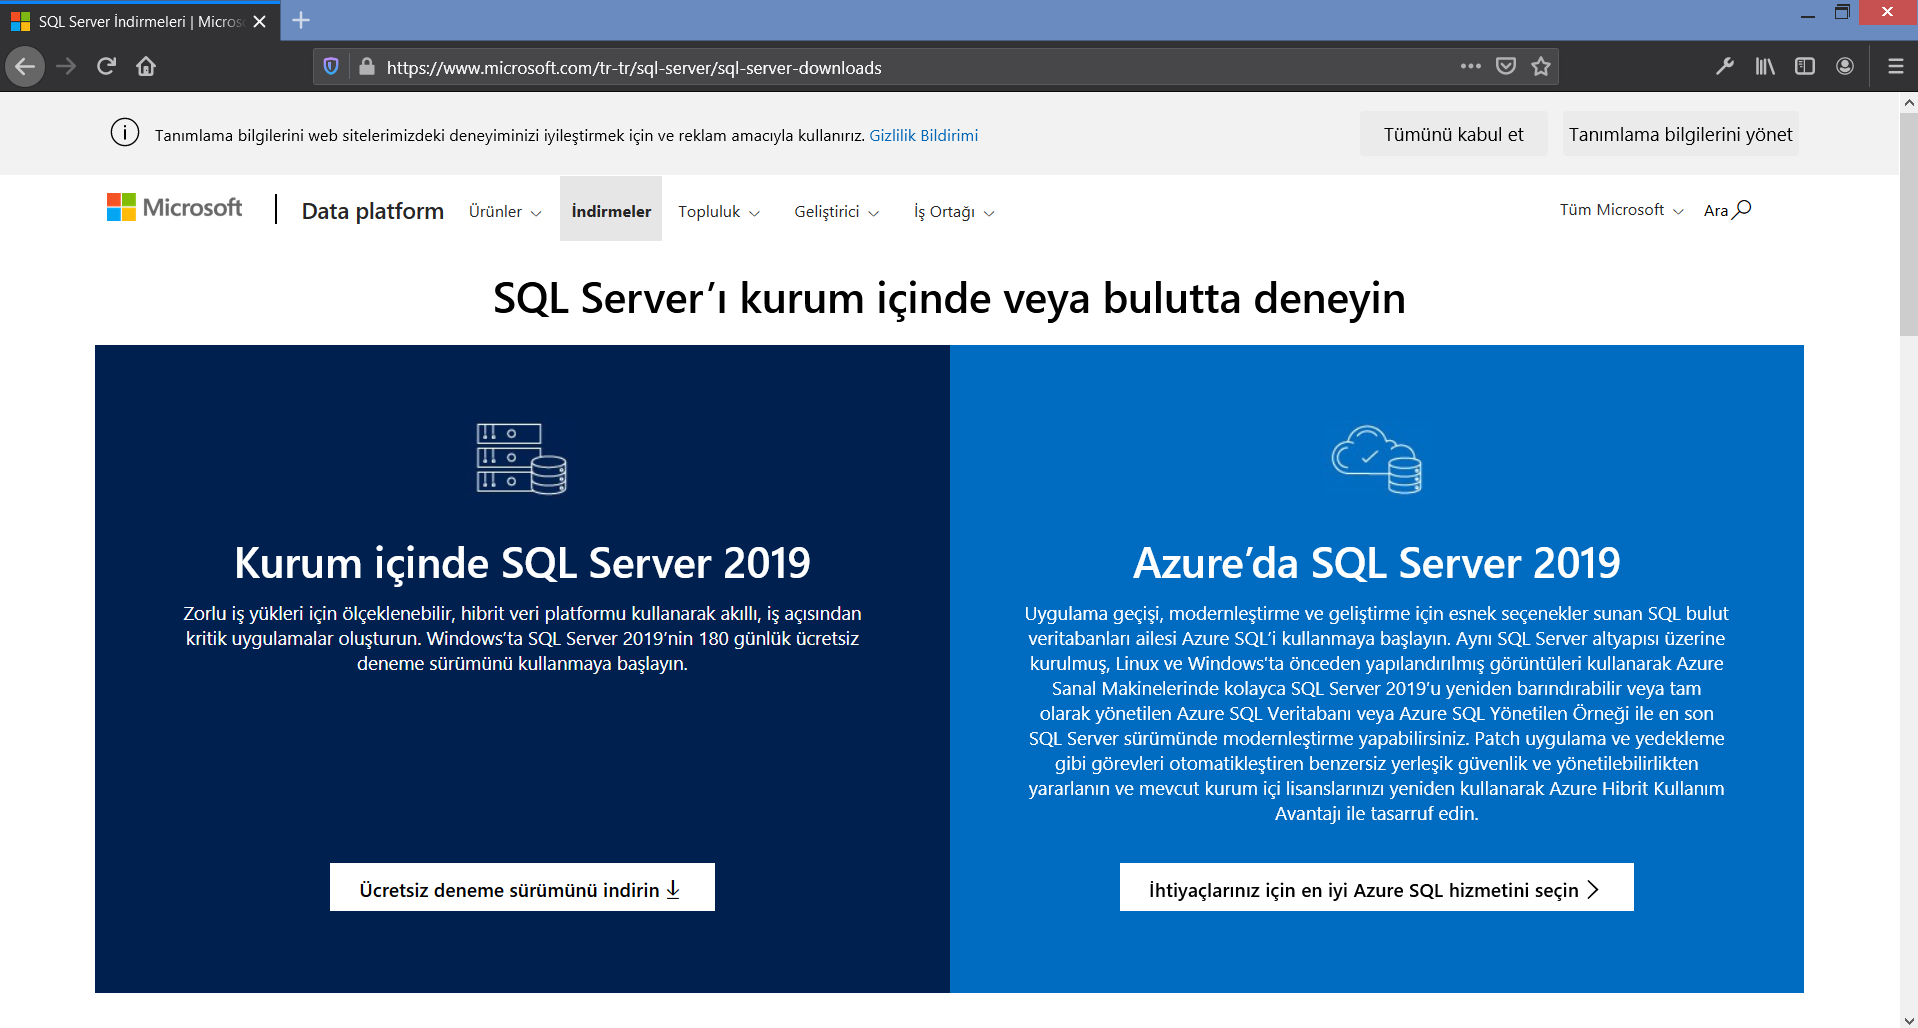 SQL Server İndirmeleri | Micros
https://www.microsoft.com/tr-tr/sql-server/sql-server-downloads
Tanımlama bilgilerini web sitelerimizdeki deneyiminizi iyileştirmek için ve reklam amacıyla kullanırız. Gizlilik Bildirimi
Tümünü kabul et
Tanımlama bilgilerini yönet
Microsoft
Data platform
Ürünler
İndirmeler
Topluluk
Geliştirici
İş Ortağı
Tüm Microsoft
Ara
SQL Server’ı kurum içinde veya bulutta deneyin
Kurum içinde SQL Server 2019
Zorlu iş yükleri için ölçeklenebilir, hibrit veri platformu kullanarak akıllı, iş açısından
kritik uygulamalar oluşturun. Windows’ta SQL Server 2019’nin 180 günlük ücretsiz
deneme sürümünü kullanmaya başlayın.
Ücretsiz deneme sürümünü indirin
Azure’da SQL Server 2019
Uygulama geçişi, modernleştirme ve geliştirme için esnek seçenekler sunan SQL bulut
veritabanları ailesi Azure SQL’i kullanmaya başlayın. Aynı SQL Server altyapısı üzerine
kurulmuş, Linux ve Windows’ta önceden yapılandırılmış görüntüleri kullanarak Azure
Sanal Makinelerinde kolayca SQL Server 2019’u yeniden barındırabilir veya tam
olarak yönetilen Azure SQL Veritabanı veya Azure SQL Yönetilen Örneği ile en son
SQL Server sürümünde modernleştirme yapabilirsiniz. Patch uygulama ve yedekleme
gibi görevleri otomatikleştiren benzersiz yerleşik güvenlik ve yönetilebilirlikten
yararlanın ve mevcut kurum içi lisanslarınızı yeniden kullanarak Azure Hibrit Kullanım
Avantajı ile tasarruf edin.
İhtiyaçlarınız için en iyi Azure SQL hizmetini seçin